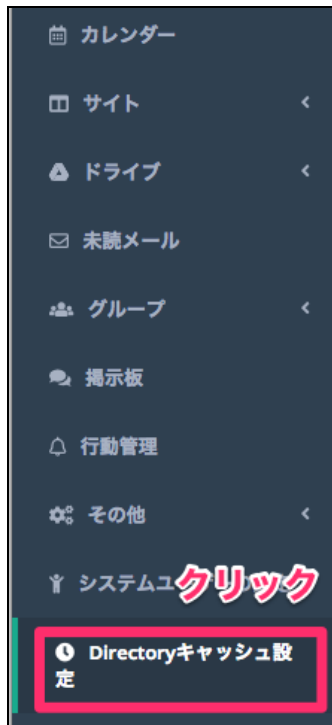 カレンダー
サイト
ドライブ
未読メール
グループ
掲示板
行動管理
その他
システムユ
クリック
Directoryキャッシュ設
定